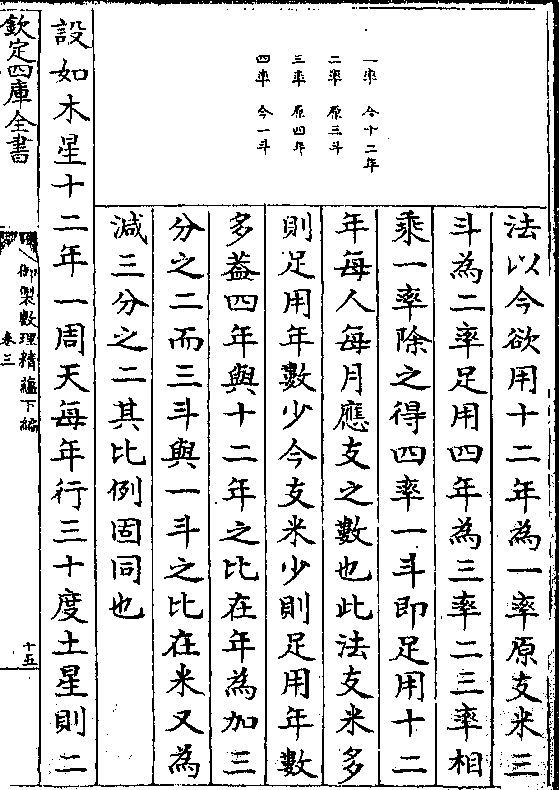 一率 今十二年
二率 原三斗
三率 原四年
四率 今一斗
法以今欲用十二年為一率原支米三
斗為二率足用四年為三率二三率相
乘一率除之得四率一斗即足用十二
年每人每月應支之數也此法支米多
則足用年數少今支米少則足用年數
多葢四年與十二年之比在年為加三
分之二而三斗與一斗之比在米又為
減三分之二其比例固同也
設如木星十二年一周天每年行三十度土星則二
欽定四庫全書
御製數理精蘊下編
卷三
十五